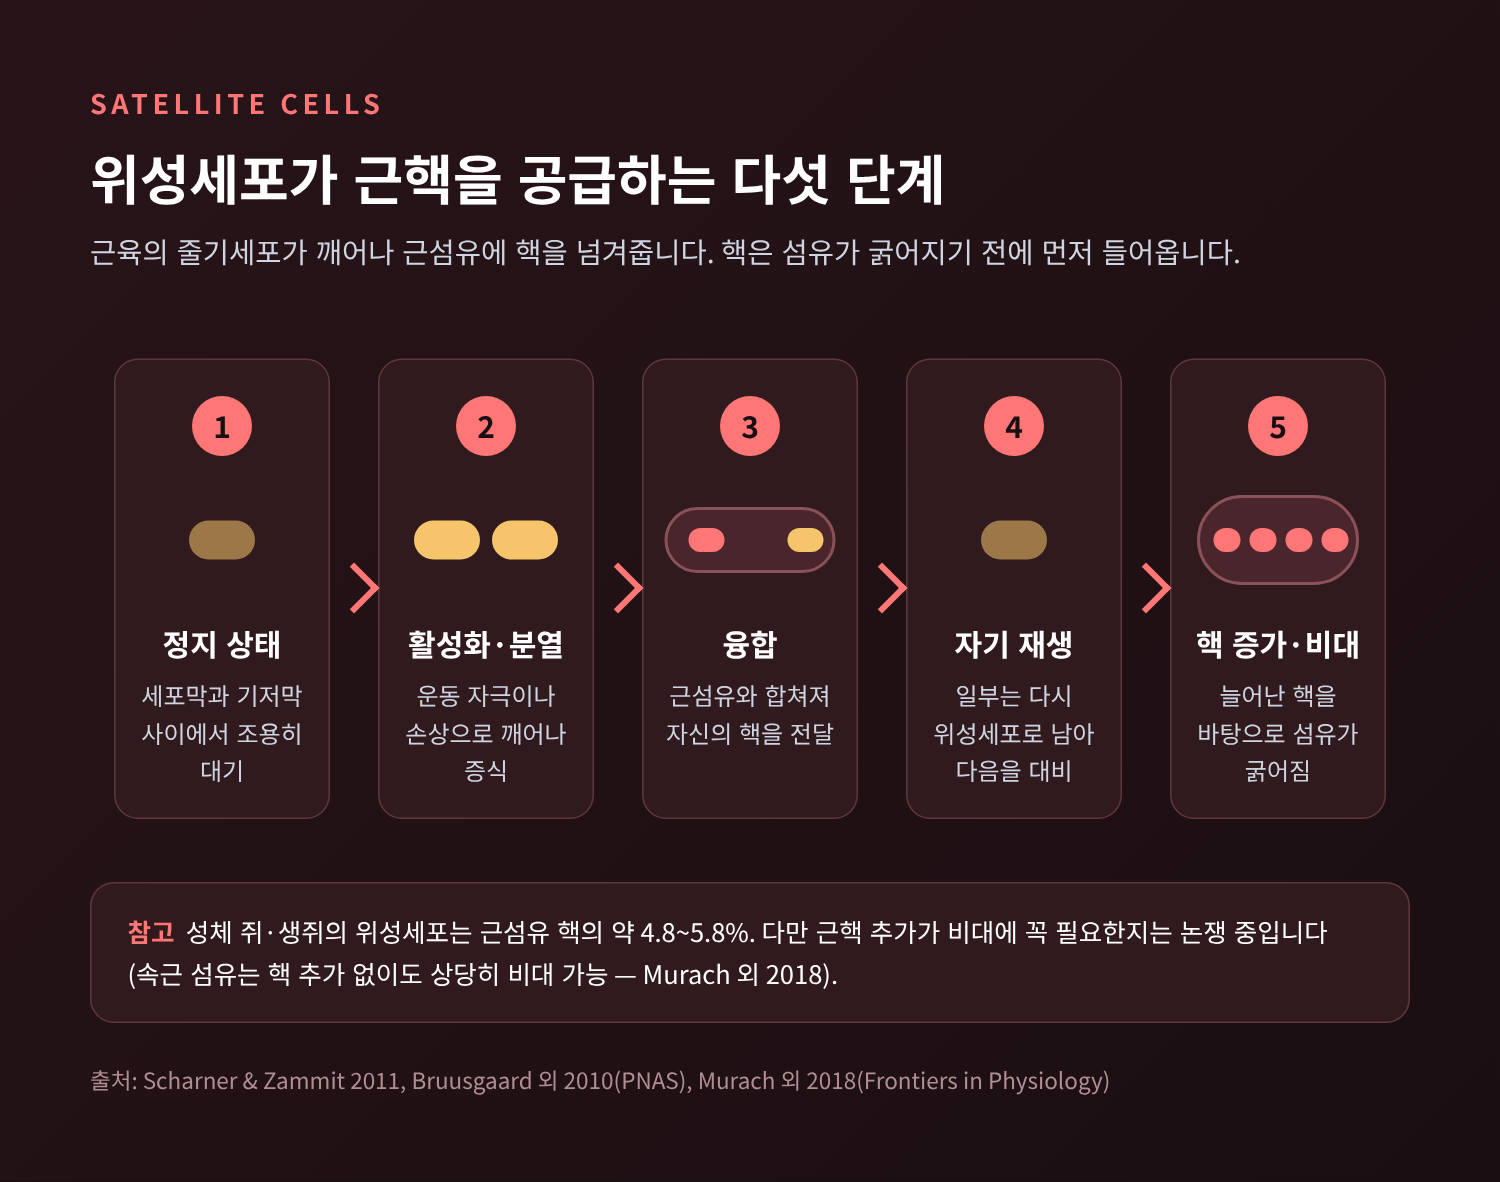 SATELLITE CELLS
위성세포가 근핵을 공급하는 다섯 단계
근육의 줄기세포가 깨어나 근섬유에 핵을 넘겨줍니다. 핵은 섬유가 굵어지기 전에 먼저 들어옵니다.
1
정지 상태
세포막과 기저막
사이에서 조용히
대기
2
활성화·분열
운동 자극이나
손상으로 깨어나
증식
3
융합
근섬유와 합쳐져
자신의 핵을 전달
4
자기 재생
일부는 다시
위성세포로 남아
다음을 대비
5
핵 증가·비대
늘어난 핵을
바탕으로 섬유가
굵어짐
참고 성체 쥐·생쥐의 위성세포는 근섬유 핵의 약 4.8~5.8%. 다만 근핵 추가가 비대에 꼭 필요한지는 논쟁 중입니다
(속근 섬유는 핵 추가 없이도 상당히 비대 가능 — Murach 외 2018).
출처: Scharner & Zammit 2011, Bruusgaard 외 2010(PNAS), Murach 외 2018(Frontiers in Physiology)